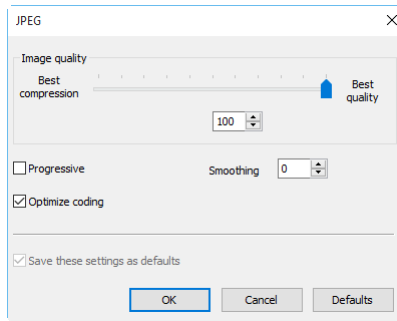 JPEG
Image quality
Best compression
Best quality
100
Progressive
Smoothing 0
Optimize coding
Save these settings as defaults
OK Cancel Defaults